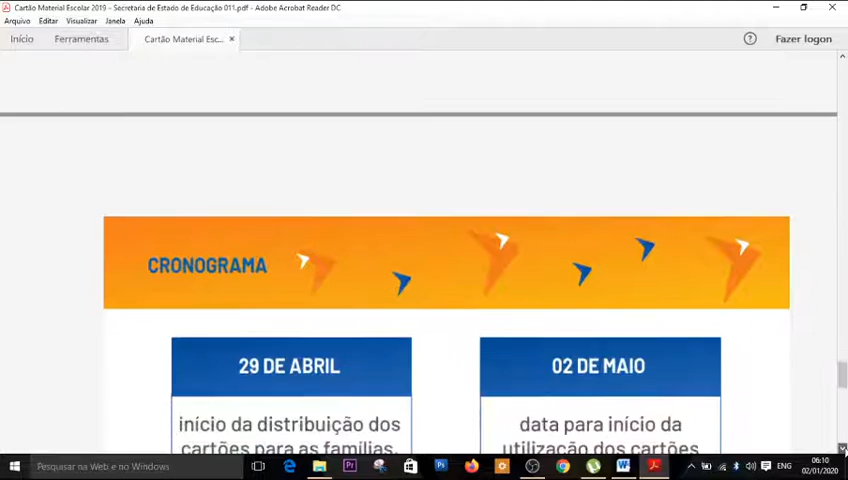 Cartão Material Escolar 2019 – Secretaria de Estado de Educação 011.pdf - Adobe Acrobat Reader DC
Arquivo Editar Visualizar Janela Ajuda
Início Ferramentas Cartão Material Esc... × ? Fazer logon
CRONOGRAMA
29 DE ABRIL
início da distribuição dos
cartões para as famílias.
02 DE MAIO
data para início da
utilização dos cartões
Pesquisar na Web e no Windows
ENG
06:10
02/01/2020